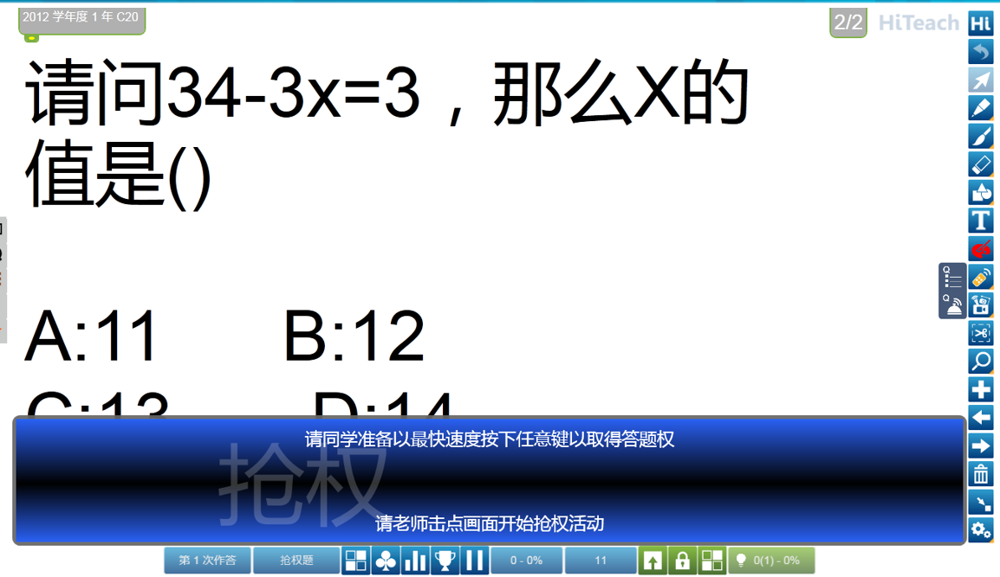 2012 学年度 1 年 C20
2/2
HiTeach
Hi
请问34-3x=3，那么X的
值是()
A:11 B:12
C:13 D:14
请同学准备以最快速度按下任意键以取得答题权
抢权
请老师击点画面开始抢权活动
第 1 次作答 抢权题 0 - 0% 11 0(1) - 0%
T
Q
Q